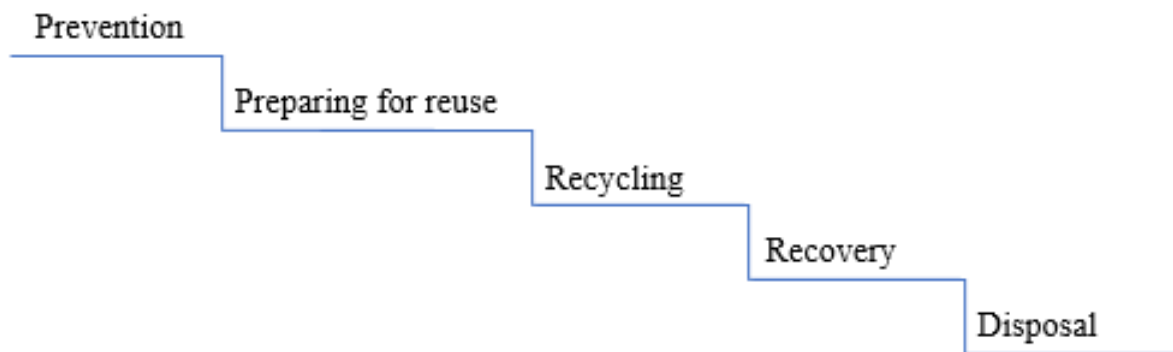 Prevention
Preparing for reuse
Recycling
Recovery
Disposal